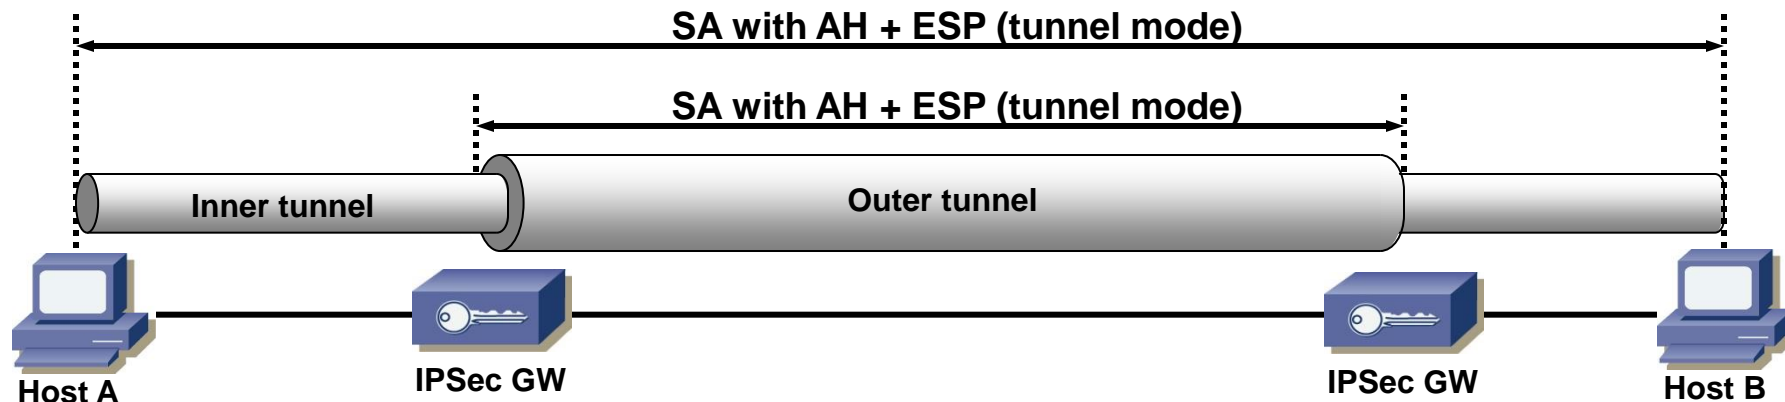 SA with AH + ESP (tunnel mode)
SA with AH + ESP (tunnel mode)
Inner tunnel
Outer tunnel
Host A
IPSec GW
IPSec GW
Host B